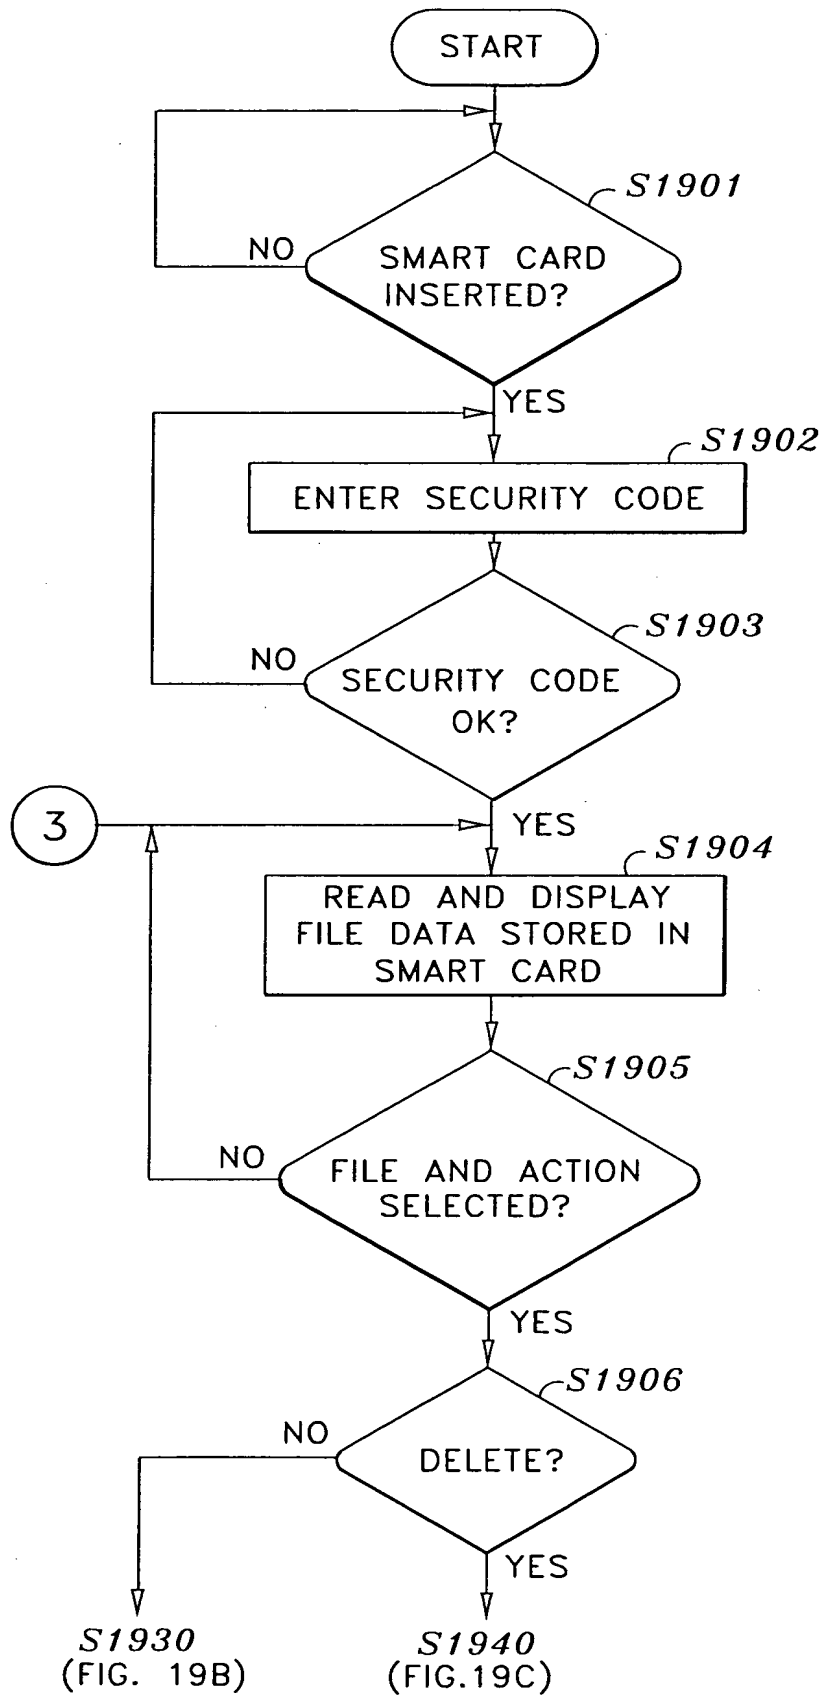 START
S1901
NO
SMART CARD
INSERTED?
YES
S1902
ENTER SECURITY CODE
S1903
NO
SECURITY CODE
OK?
3
YES
S1904
READ AND DISPLAY
FILE DATA STORED IN
SMART CARD
S1905
NO
FILE AND ACTION
SELECTED?
YES
S1906
NO
DELETE?
YES
S1930
(FIG. 19B)
S1940
(FIG.19C)